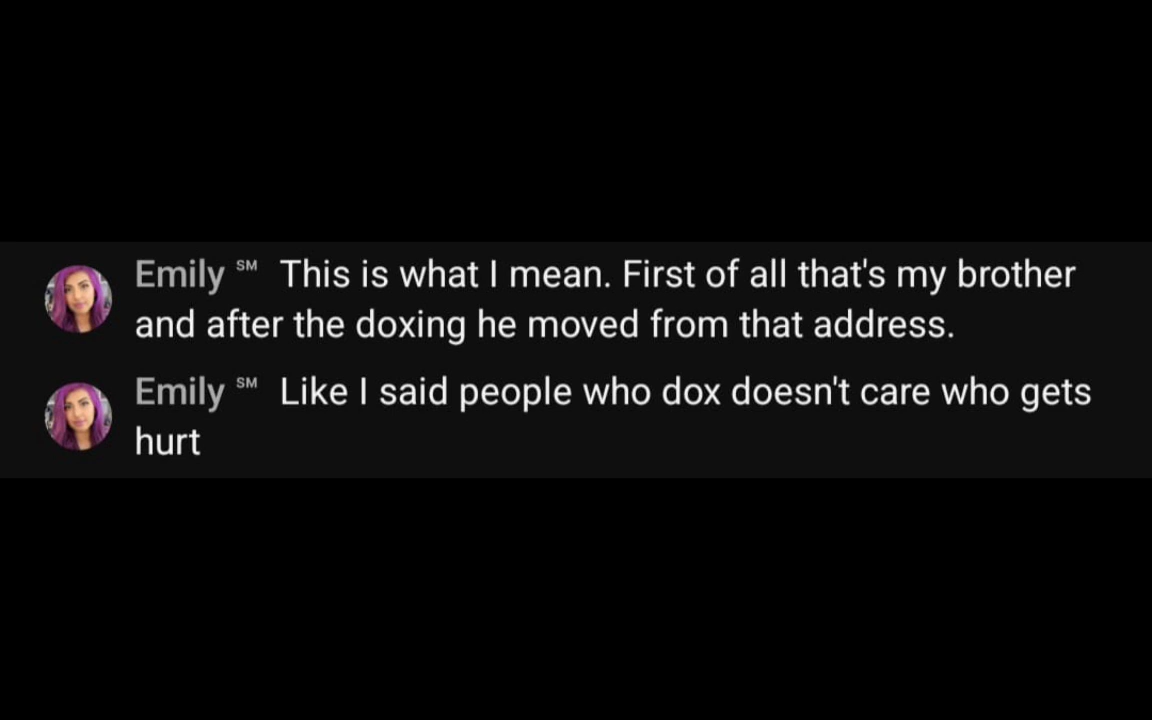 Emily ℠ This is what I mean. First of all that's my brother
and after the doxing he moved from that address.
Emily ℠ Like I said people who dox doesn't care who gets
hurt